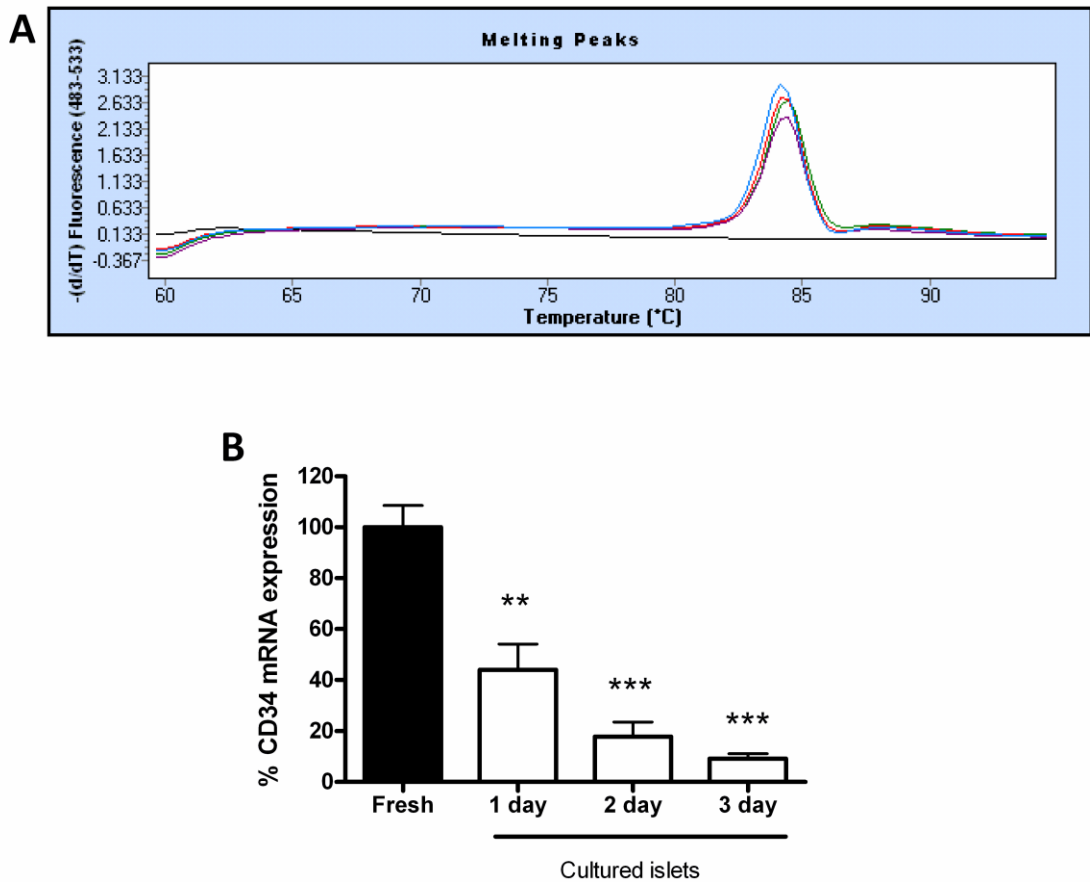 A
Melting Peaks
-(d/dT) Fluorescence (483-533)
3.133
2.633
2.133
1.633
1.133
0.633
0.133
-0.367
60 65 70 75 80 85 90
Temperature (°C)
B
% CD34 mRNA expression
120
100
80
60
40
20
0
**
***
***
Fresh 1 day 2 day 3 day
Cultured islets